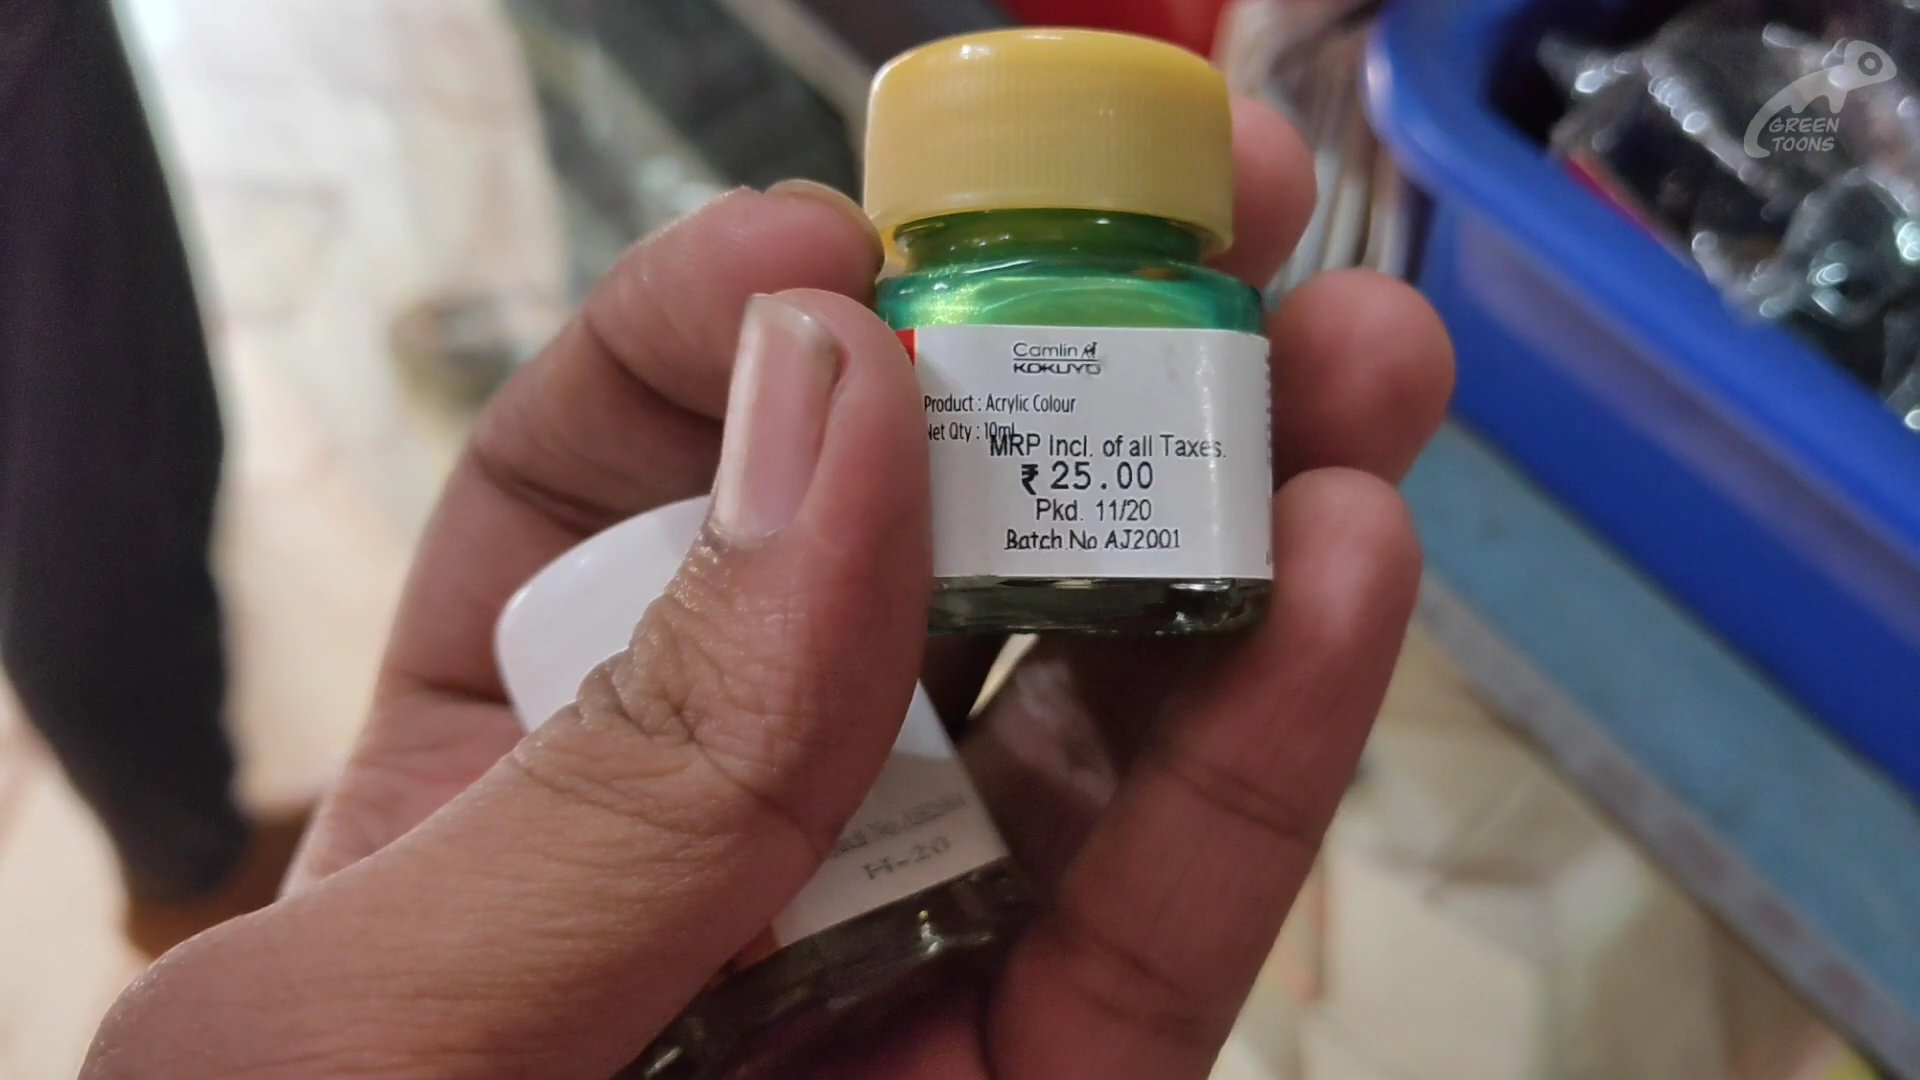 GREEN
TOONS
Camlin
KOKUYO
Product : Acrylic Colour
Net Qty : 10ml
MRP Incl. of all Taxes.
₹ 25.00
Pkd. 11/20
Batch No AJ2001